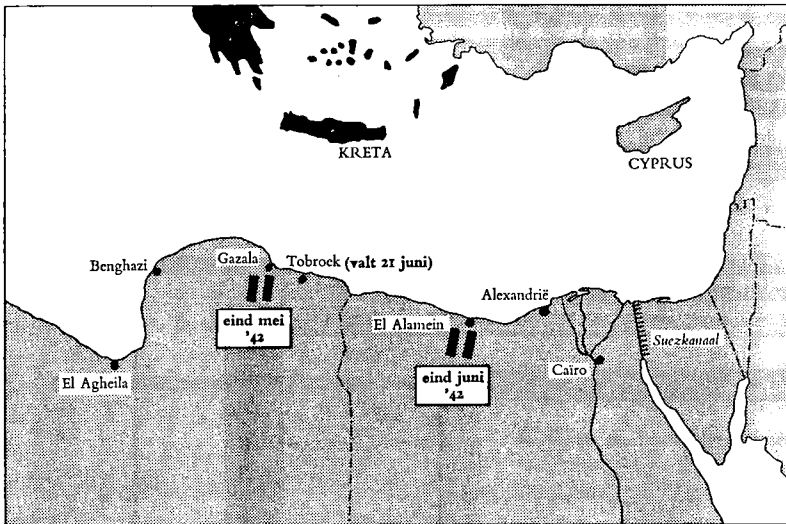 KRETA
CYPRUS
Benghazi
Gazala
Tobroek (valt 21 juni)
eind mei
'42
El Agheila
El Alamein
eind juni
'42
Alexandrië
Caïro
Suezkanaal